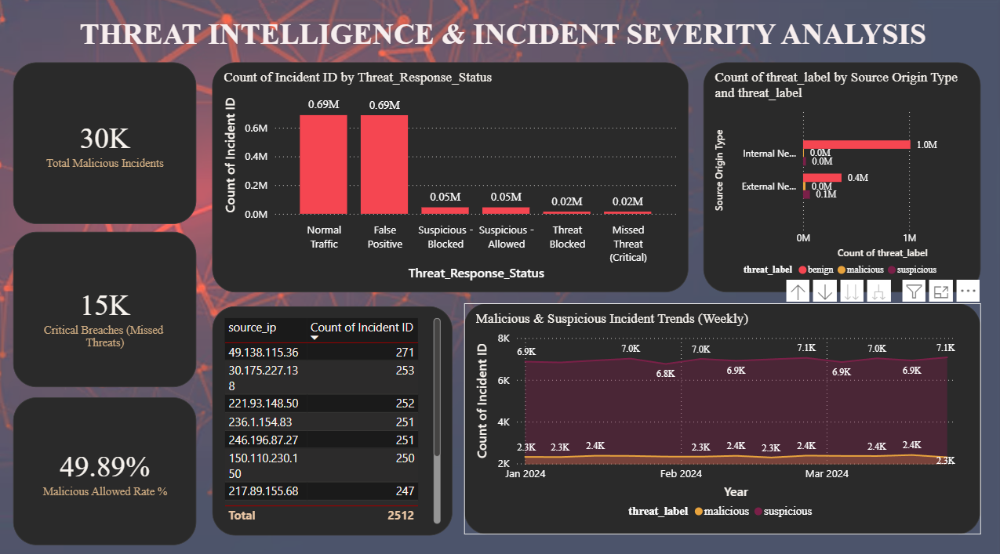 THREAT INTELLIGENCE & INCIDENT SEVERITY ANALYSIS
30K
Total Malicious Incidents
15K
Critical Breaches (Missed
Threats)
49.89%
Malicious Allowed Rate %
Count of Incident ID by Threat_Response_Status
Count of Incident ID
0.6M
0.4M
0.2M
0.0M
0.69M
0.69M
0.05M
0.05M
0.02M
0.02M
Normal
Traffic
False
Positive
Suspicious -
Blocked
Suspicious -
Allowed
Threat
Blocked
Missed
Threat
(Critical)
Threat_Response_Status
Count of threat_label by Source Origin Type
and threat_label
Source Origin Type
Internal Ne...
1.0M
0.0M
0.0M
External Ne...
0.4M
0.0M
0.1M
0M
1M
Count of threat_label
threat_label benign malicious suspicious
source_ip Count of Incident ID
49.138.115.36 271
30.175.227.13 253
8
221.93.148.50 252
236.1.154.83 251
246.196.87.27 251
150.110.230.1 250
50
217.89.155.68 247
Total 2512
Malicious & Suspicious Incident Trends (Weekly)
Count of Incident ID
8K
6K
4K
2K
6.9K
7.0K
6.8K
7.0K
6.9K
7.1K
6.9K
7.0K
6.9K
7.1K
2.3K
2.3K
2.4K
2.3K
2.4K
2.3K
2.4K
2.4K
2.4K
2.3K
Jan 2024
Feb 2024
Mar 2024
Year
threat_label malicious suspicious